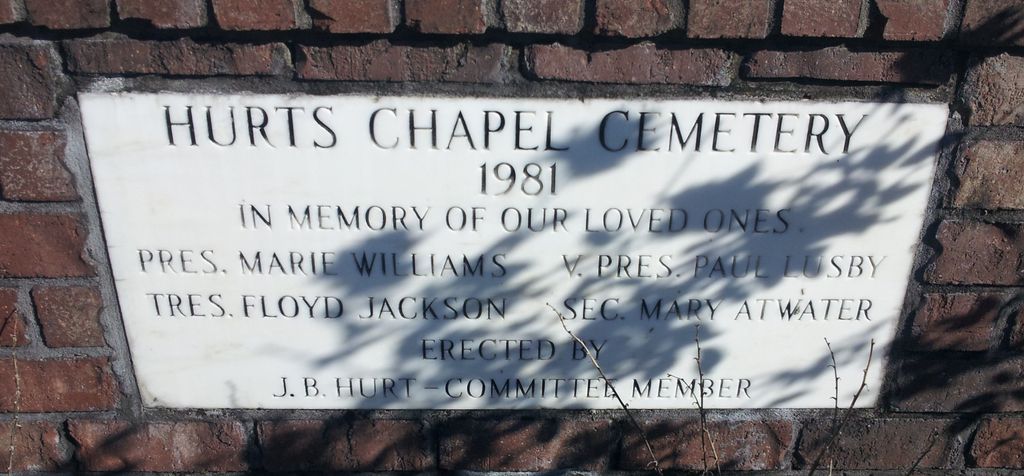 HURTS CHAPEL CEMETERY
1981
IN MEMORY OF OUR LOVED ONES
PRES. MARIE WILLIAMS V. PRES. PAUL LUSBY
TRES. FLOYD JACKSON SEC. MARY ATWATER
ERECTED BY
J. B. HURT - COMMITTEE MEMBER